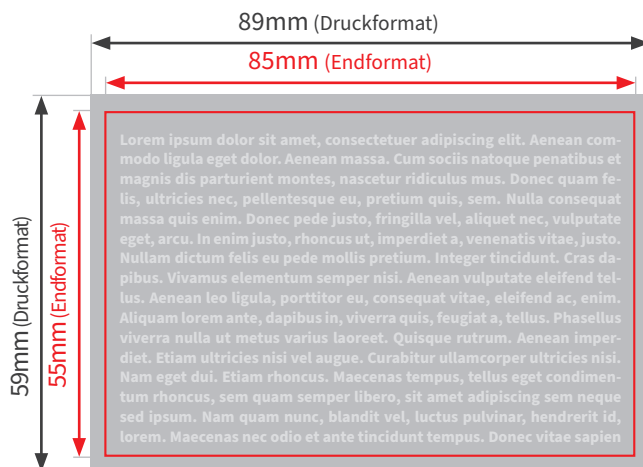 89mm (Druckformat)
85mm (Endformat)
59mm (Druckformat)
55mm (Endformat)
Lorem ipsum dolor sit amet, consectetuer adipiscing elit. Aenean com-
modo ligula eget dolor. Aenean massa. Cum sociis natoque penatibus et
magnis dis parturient montes, nascetur ridiculus mus. Donec quam fe-
lis, ultricies nec, pellentesque eu, pretium quis, sem. Nulla consequat
massa quis enim. Donec pede justo, fringilla vel, aliquet nec, vulputate
eget, arcu. In enim justo, rhoncus ut, imperdiet a, venenatis vitae, justo.
Nullam dictum felis eu pede mollis pretium. Integer tincidunt. Cras da-
pibus. Vivamus elementum semper nisi. Aenean vulputate eleifend tel-
lus. Aenean leo ligula, porttitor eu, consequat vitae, eleifend ac, enim.
Aliquam lorem ante, dapibus in, viverra quis, feugiat a, tellus. Phasellus
viverra nulla ut metus varius laoreet. Quisque rutrum. Aenean imper-
diet. Etiam ultricies nisi vel augue. Curabitur ullamcorper ultricies nisi.
Nam eget dui. Etiam rhoncus. Maecenas tempus, tellus eget condimen-
tum rhoncus, sem quam semper libero, sit amet adipiscing sem neque
sed ipsum. Nam quam nunc, blandit vel, luctus pulvinar, hendrerit id,
lorem. Maecenas nec odio et ante tincidunt tempus. Donec vitae sapien